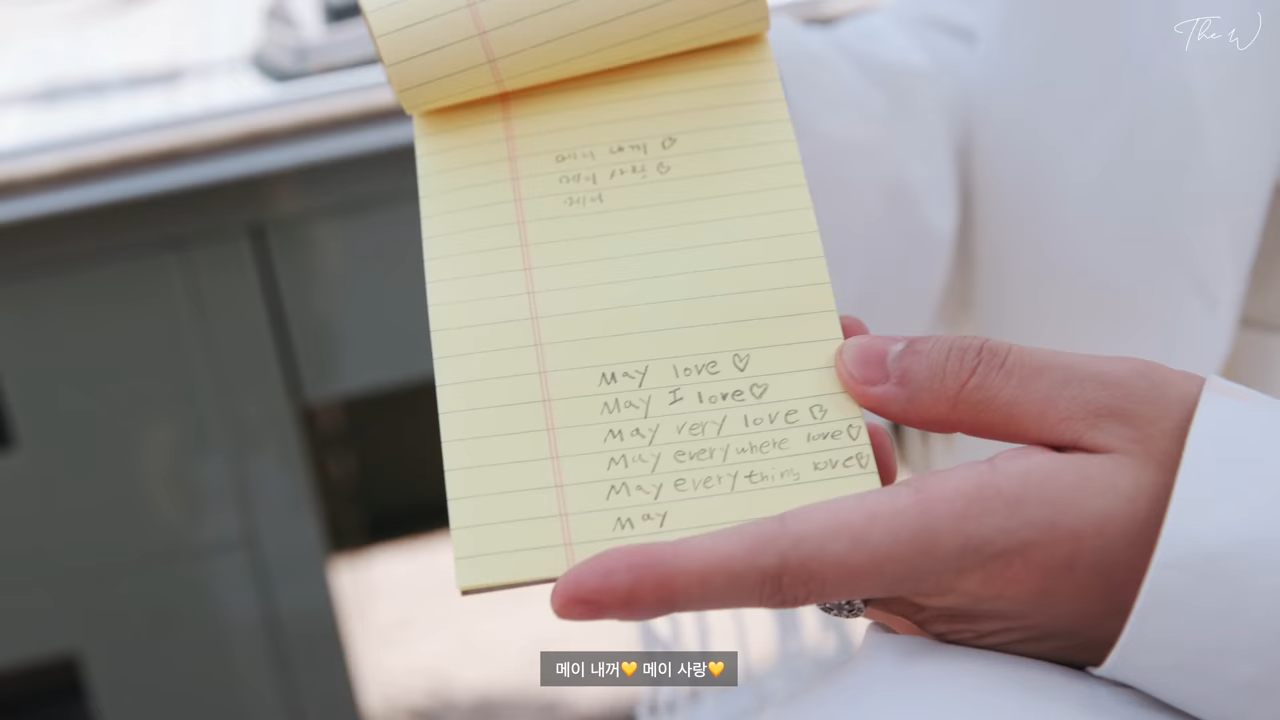 The W
메이 내꺼 ♡
메이 사랑 ♡
메이
May love ♡
May I love ♡
May very love ♡
May everywhere love ♡
May everything love ♡
May
메이 내꺼💛 메이 사랑💛